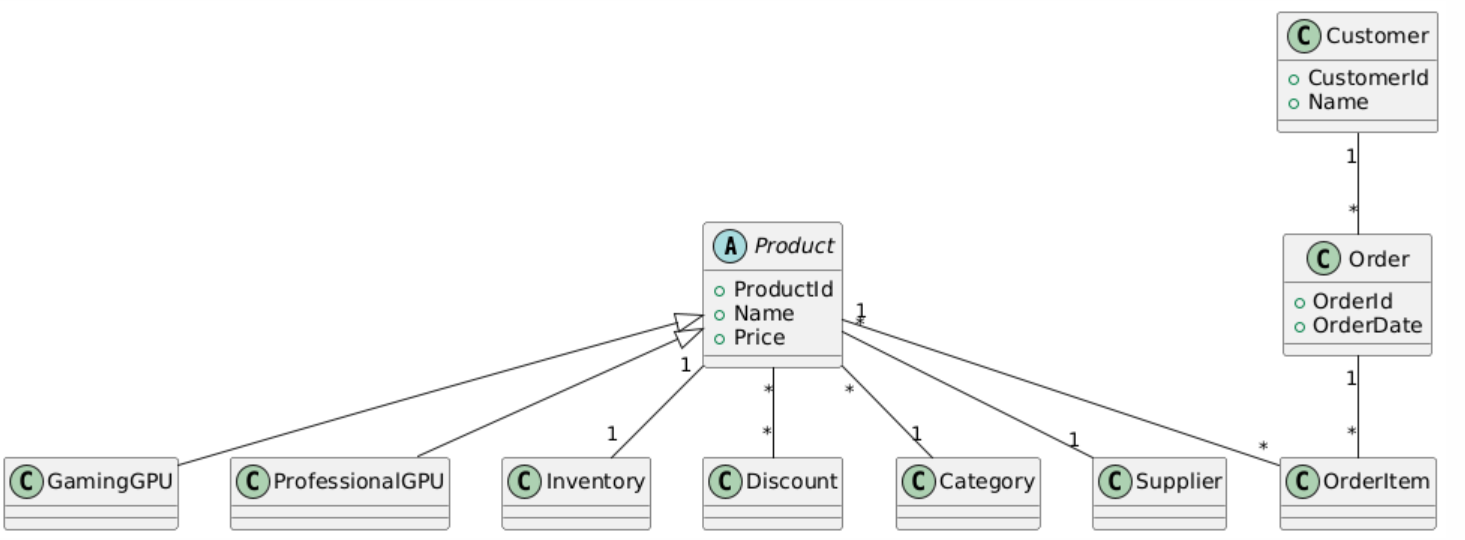 C Customer
CustomerId
Name
1
*
A Product
ProductId
Name
Price
C Order
OrderId
OrderDate
1
*
1
1
*
*
1
*
*
1
1
1
*
*
C GamingGPU
C ProfessionalGPU
C Inventory
C Discount
C Category
C Supplier
C OrderItem